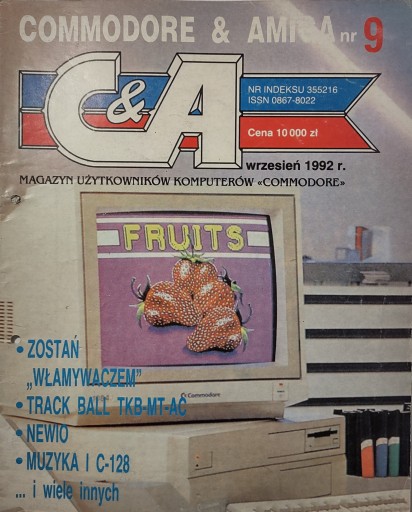 COMMODORE & AMIGA nr 9
C&A
NR INDEKSU 355216
ISSN 0867-8022
Cena 10 000 zł
wrzesień 1992 r.
MAGAZYN UŻYTKOWNIKÓW KOMPUTERÓW «COMMODORE»
FRUITS
• ZOSTAŃ
„WŁAMYWACZEM”
Commodore
• TRACK BALL TKB-MT-AC
• NEWIO
• MUZYKA I C-128
... i wiele innych